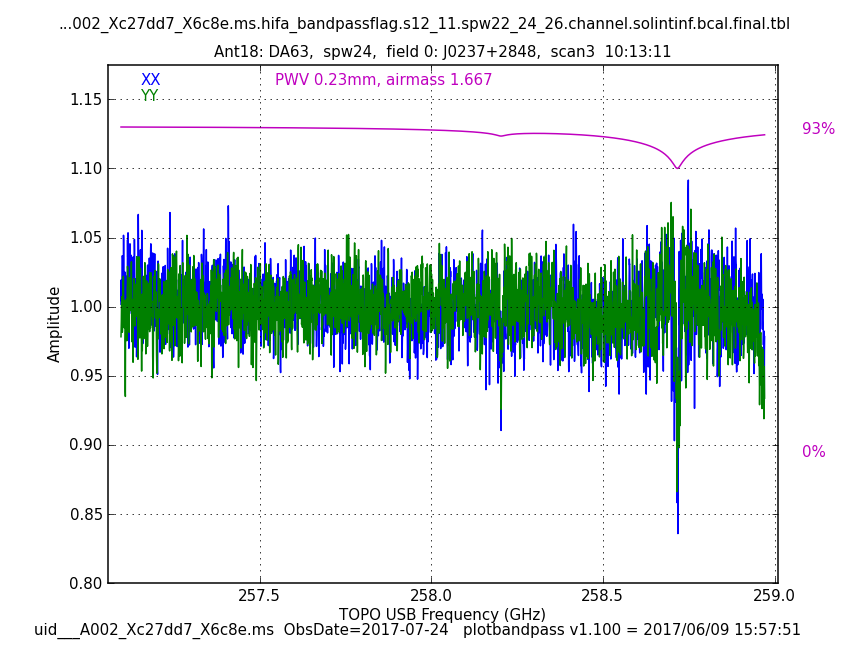 ...002_Xc27dd7_X6c8e.ms.hifa_bandpassflag.s12_11.spw22_24_26.channel.solintinf.bcal.final.tbl
Ant18: DA63, spw24, field 0: J0237+2848, scan3 10:13:11
XX
PWV 0.23mm, airmass 1.667
YY
1.15
93%
1.10
1.05
1.00
Amplitude
0.95
0.90
0%
0.85
0.80
257.5
258.0
258.5
259.0
TOPO USB Frequency (GHz)
uid___A002_Xc27dd7_X6c8e.ms ObsDate=2017-07-24 plotbandpass v1.100 = 2017/06/09 15:57:51